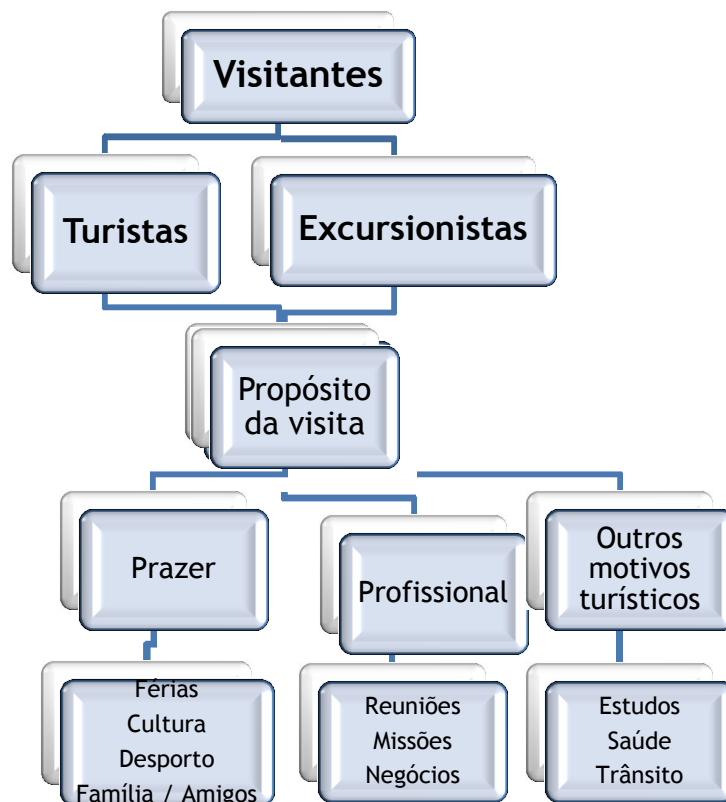 Visitantes
Turistas
Excursionistas
Propósito
da visita
Prazer
Profissional
Outros
motivos
turísticos
Férias
Cultura
Desporto
Família / Amigos
Reuniões
Missões
Negócios
Estudos
Saúde
Trânsito